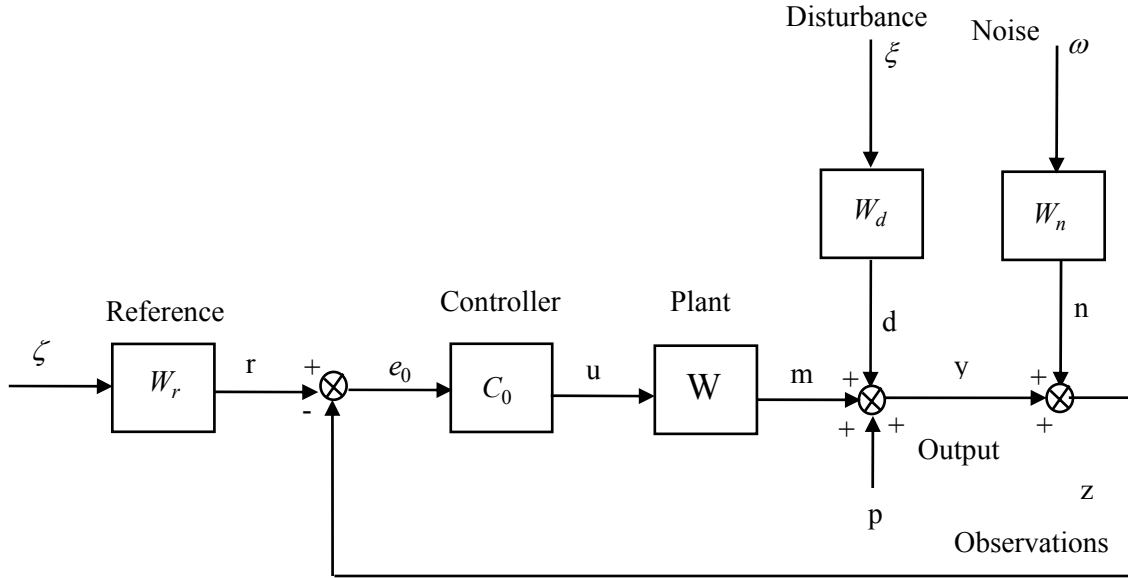 Disturbance
Noise
ξ
ω
W_d
W_n
Reference
Controller
Plant
d
n
ζ
W_r
r
+
-
e_0
C_0
u
W
m
+
+
+
y
+
+
Output
p
z
Observations